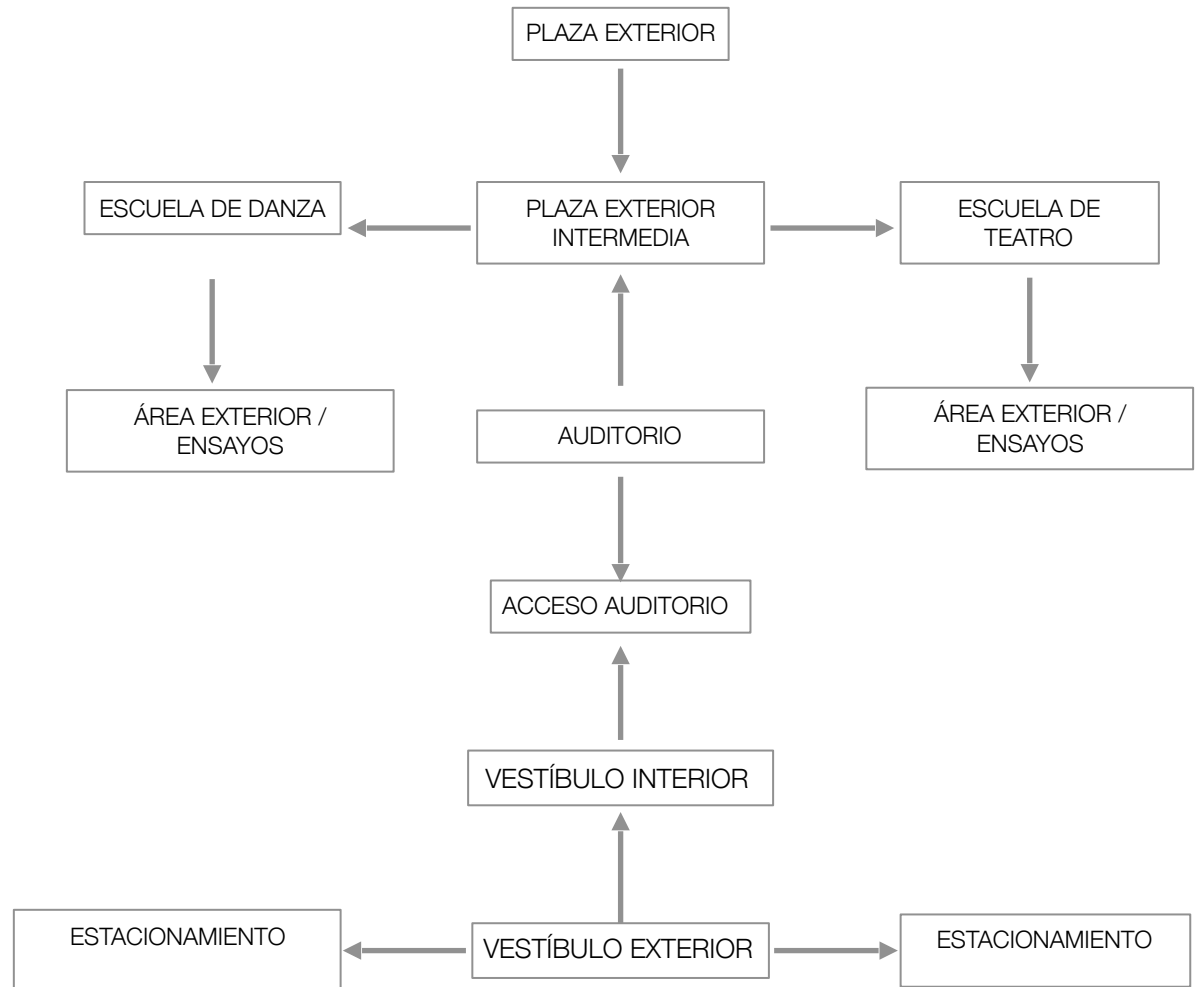 PLAZA EXTERIOR
ESCUELA DE DANZA
PLAZA EXTERIOR
INTERMEDIA
ESCUELA DE
TEATRO
ÁREA EXTERIOR /
ENSAYOS
AUDITORIO
ÁREA EXTERIOR /
ENSAYOS
ACCESO AUDITORIO
VESTÍBULO INTERIOR
ESTACIONAMIENTO
VESTÍBULO EXTERIOR
ESTACIONAMIENTO